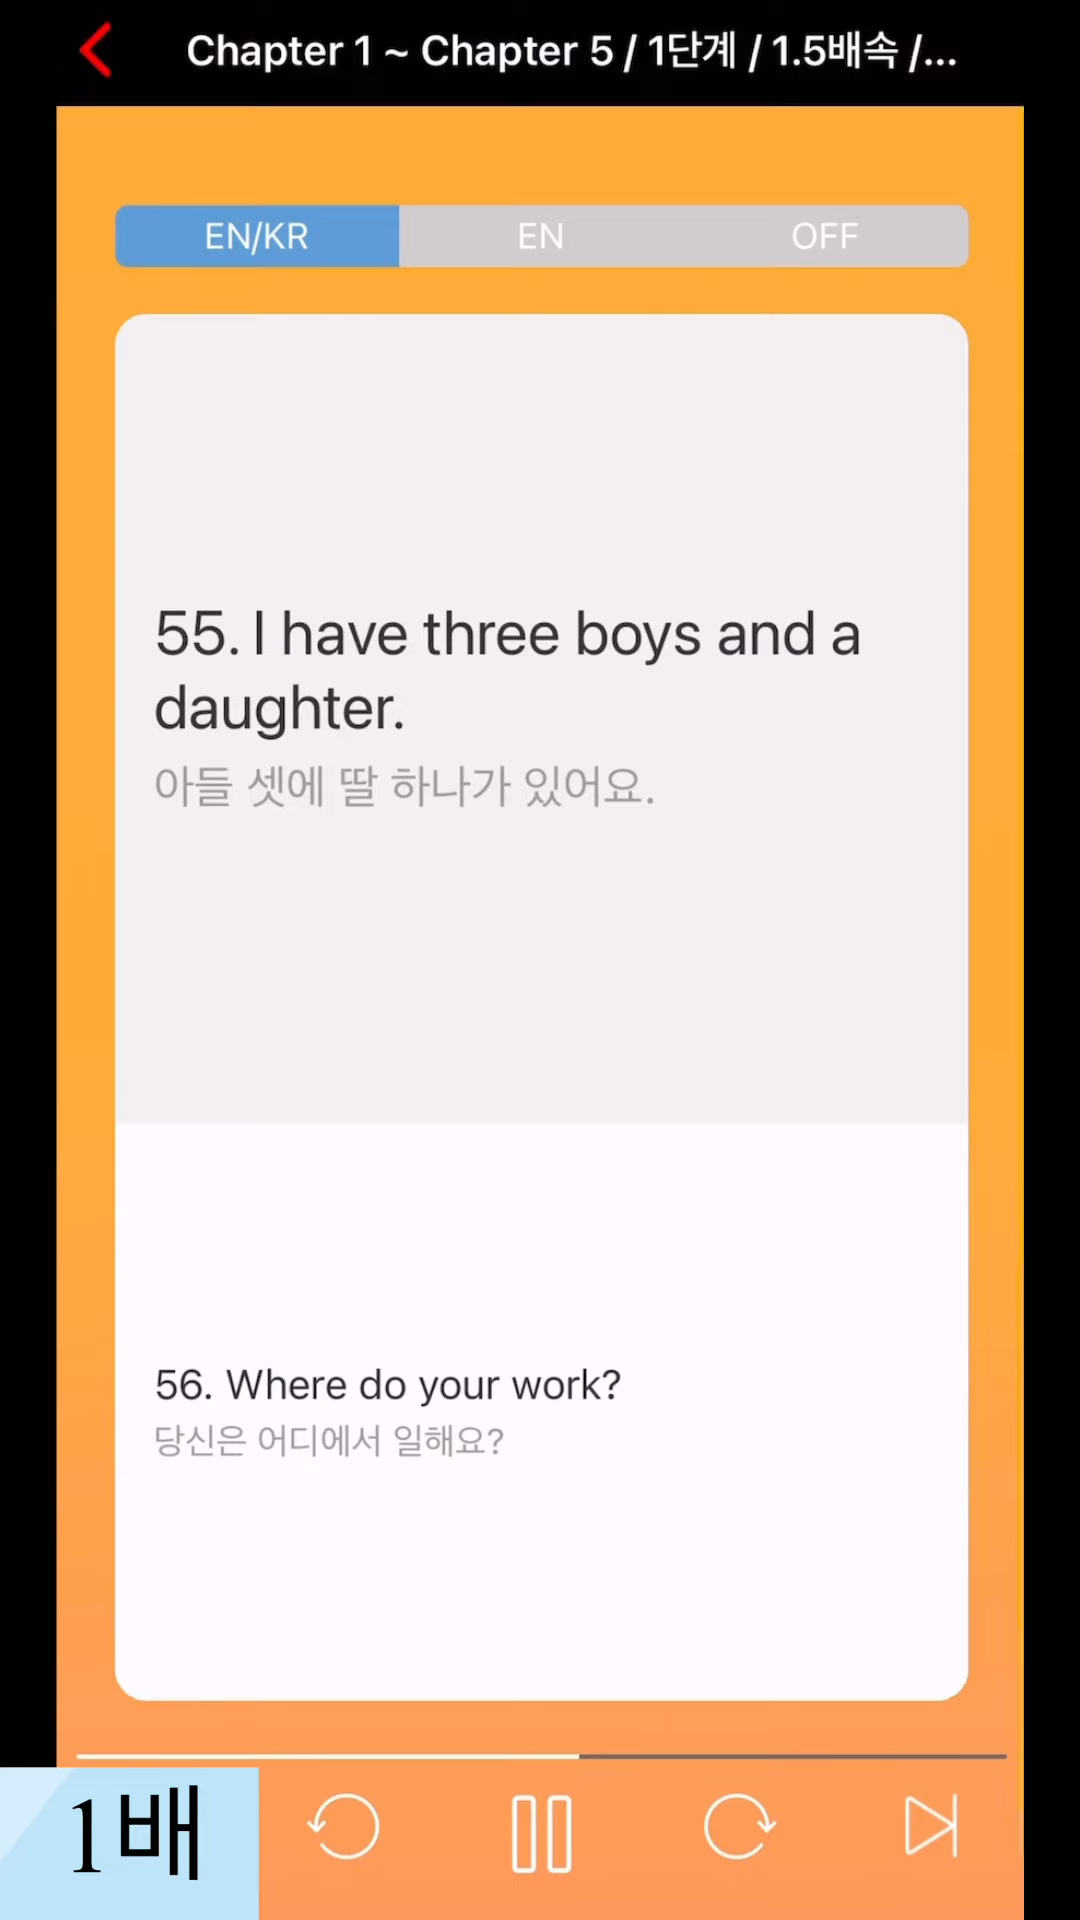 Chapter 1 ~ Chapter 5 / 1단계 / 1.5배속 /...
EN/KR
EN
OFF
55. I have three boys and a
daughter.
아들 셋에 딸 하나가 있어요.
56. Where do your work?
당신은 어디에서 일해요?
1배